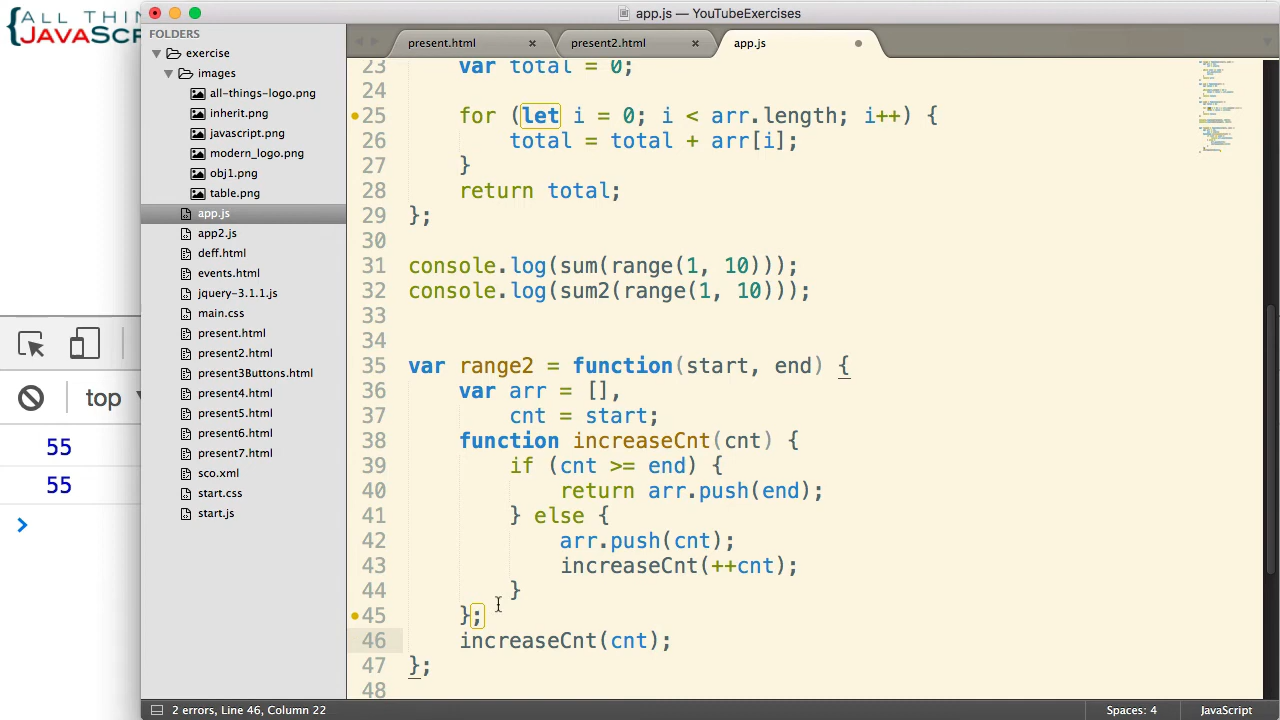 ALL THIN
JAVASCR
app.js — YouTubeExercises
FOLDERS
exercise
images
all-things-logo.png
inherit.png
javascript.png
modern_logo.png
obj1.png
table.png
app.js
app2.js
deff.html
events.html
jquery-3.1.1.js
main.css
present.html
present2.html
present3Buttons.html
present4.html
present5.html
present6.html
present7.html
sco.xml
start.css
start.js
present.html × present2.html × app.js
23 var total = 0;
24
25 for (let i = 0; i < arr.length; i++) {
26 total = total + arr[i];
27 }
28 return total;
29 };
30
31 console.log(sum(range(1, 10)));
32 console.log(sum2(range(1, 10)));
33
34
35 var range2 = function(start, end) {
36 var arr = [],
37 cnt = start;
38 function increaseCnt(cnt) {
39 if (cnt >= end) {
40 return arr.push(end);
41 } else {
42 arr.push(cnt);
43 increaseCnt(++cnt);
44 }
45 };
46 increaseCnt(cnt);
47 };
48
top
55
55
2 errors, Line 46, Column 22
Spaces: 4
JavaScript